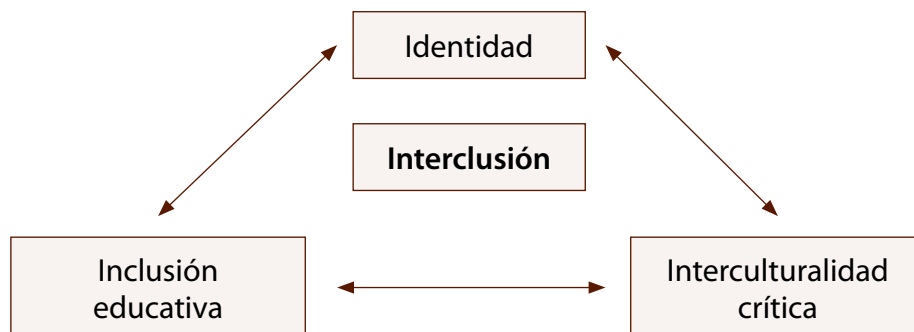 Identidad
Interclusión
Inclusión
educativa
Interculturalidad
crítica